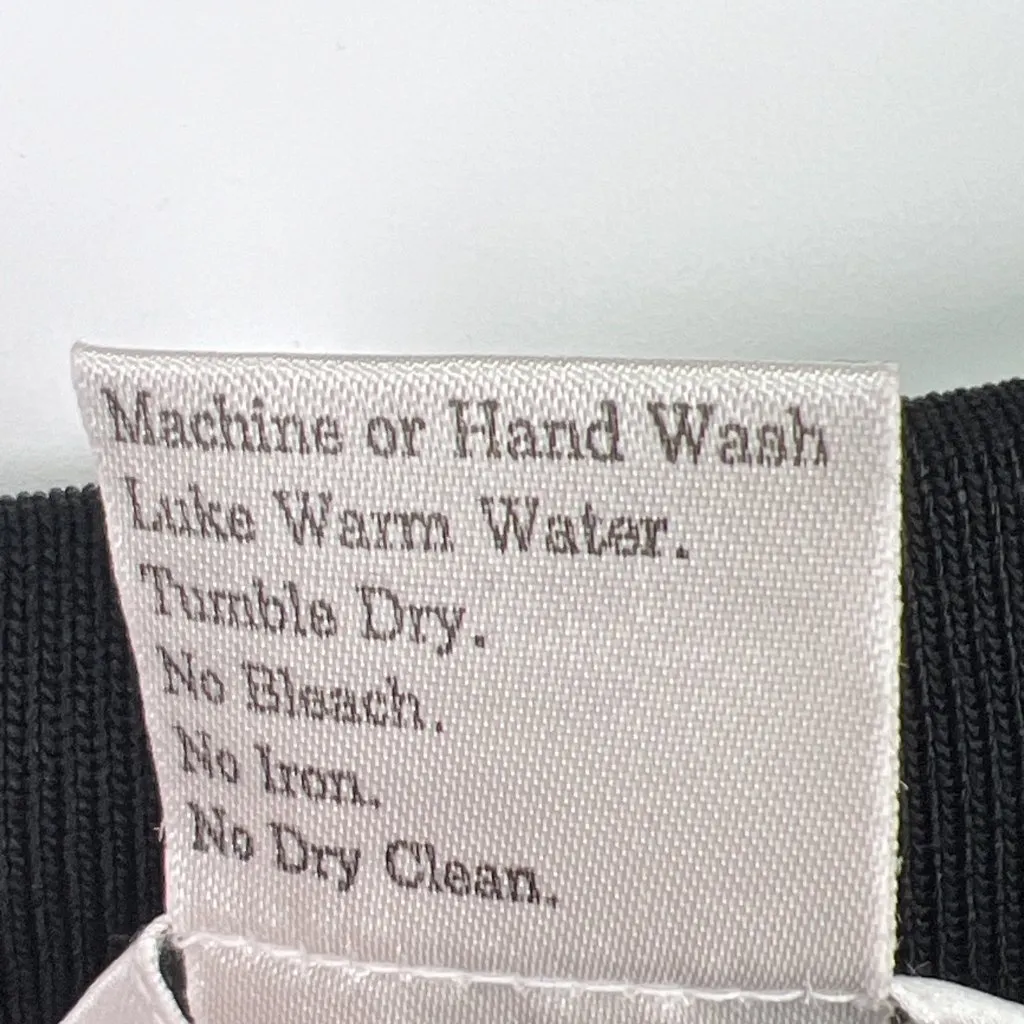 Machine or Hand Wash
Luke Warm Water.
Tumble Dry.
No Bleach.
No Iron.
No Dry Clean.